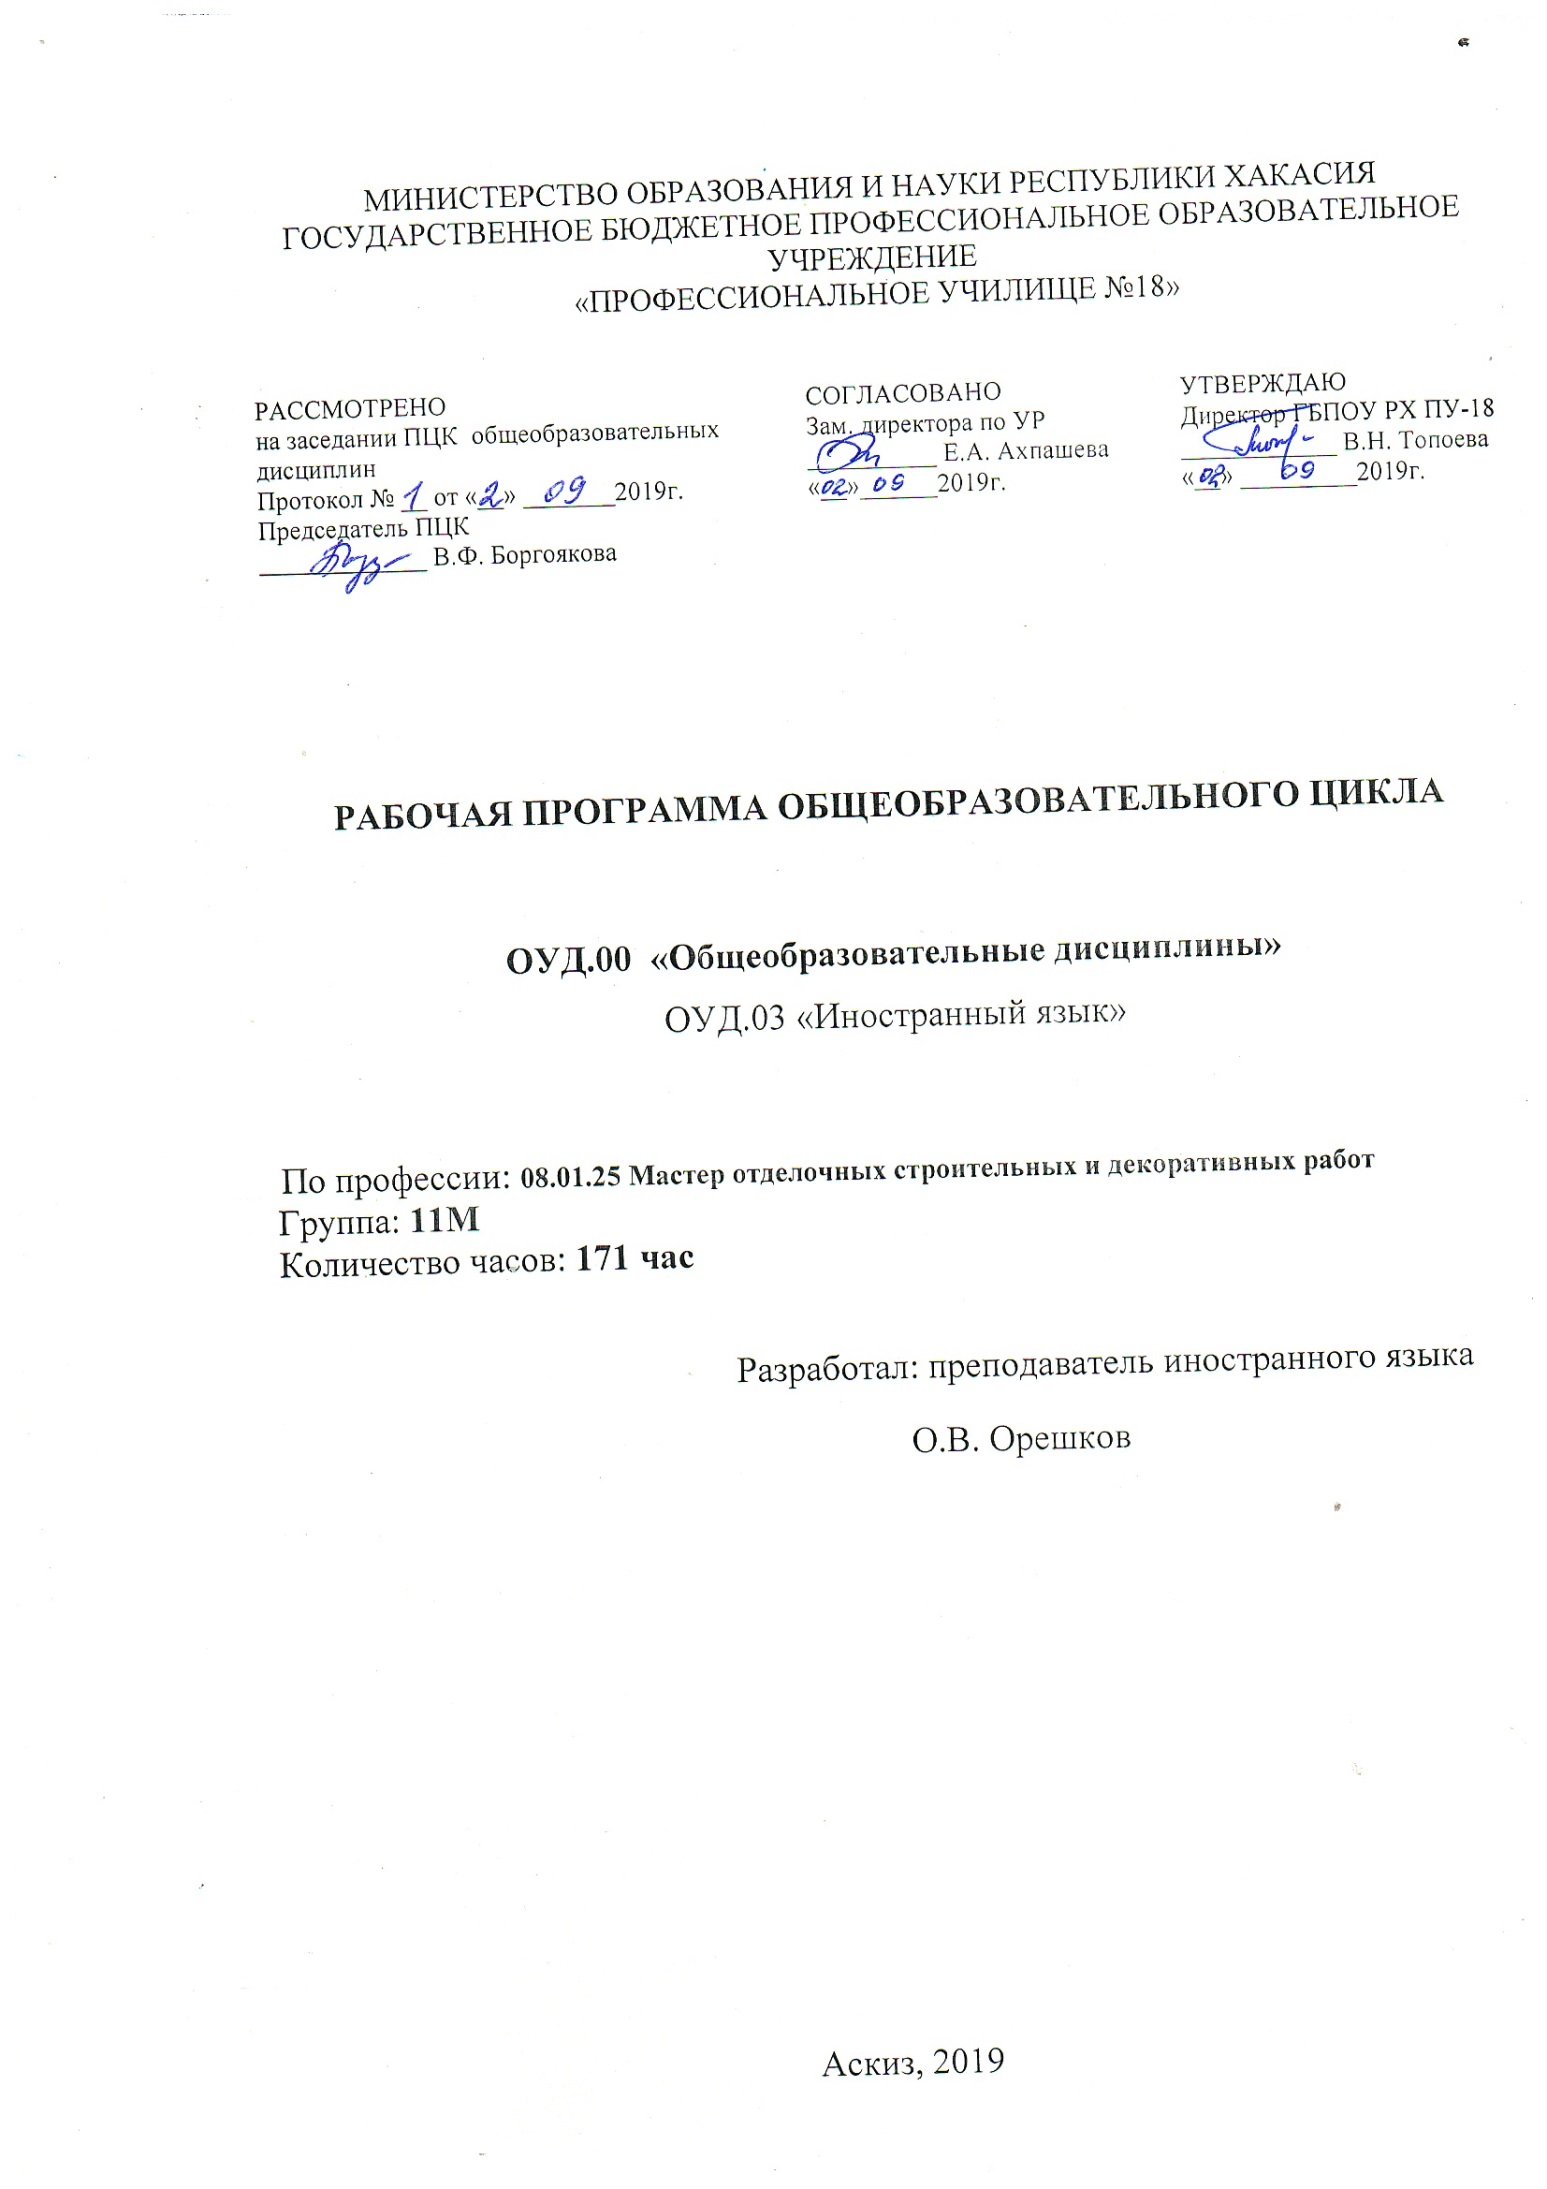 МИНИСТЕРСТВО ОБРАЗОВАНИЯ И НАУКИ РЕСПУБЛИКИ ХАКАСИЯ
ГОСУДАРСТВЕННОЕ БЮДЖЕТНОЕ ПРОФЕССИОНАЛЬНОЕ ОБРАЗОВАТЕЛЬНОЕ
УЧРЕЖДЕНИЕ
«ПРОФЕССИОНАЛЬНОЕ УЧИЛИЩЕ №18»
РАССМОТРЕНО
на заседании ПЦК общеобразовательных
дисциплин
Протокол № 1 от «2» 09 2019г.
Председатель ПЦК
В.Ф. Боргоякова
СОГЛАСОВАНО
Зам. директора по УР
Е.А. Ахпашева
«02» 09 2019г.
УТВЕРЖДАЮ
Директор ГБПОУ РХ ПУ-18
В.Н. Топоева
«02» 09 2019г.
РАБОЧАЯ ПРОГРАММА ОБЩЕОБРАЗОВАТЕЛЬНОГО ЦИКЛА
ОУД.00 «Общеобразовательные дисциплины»
ОУД.03 «Иностранный язык»
По профессии: 08.01.25 Мастер отделочных строительных и декоративных работ
Группа: 11М
Количество часов: 171 час
Разработал: преподаватель иностранного языка
О.В. Орешков
Аскиз, 2019